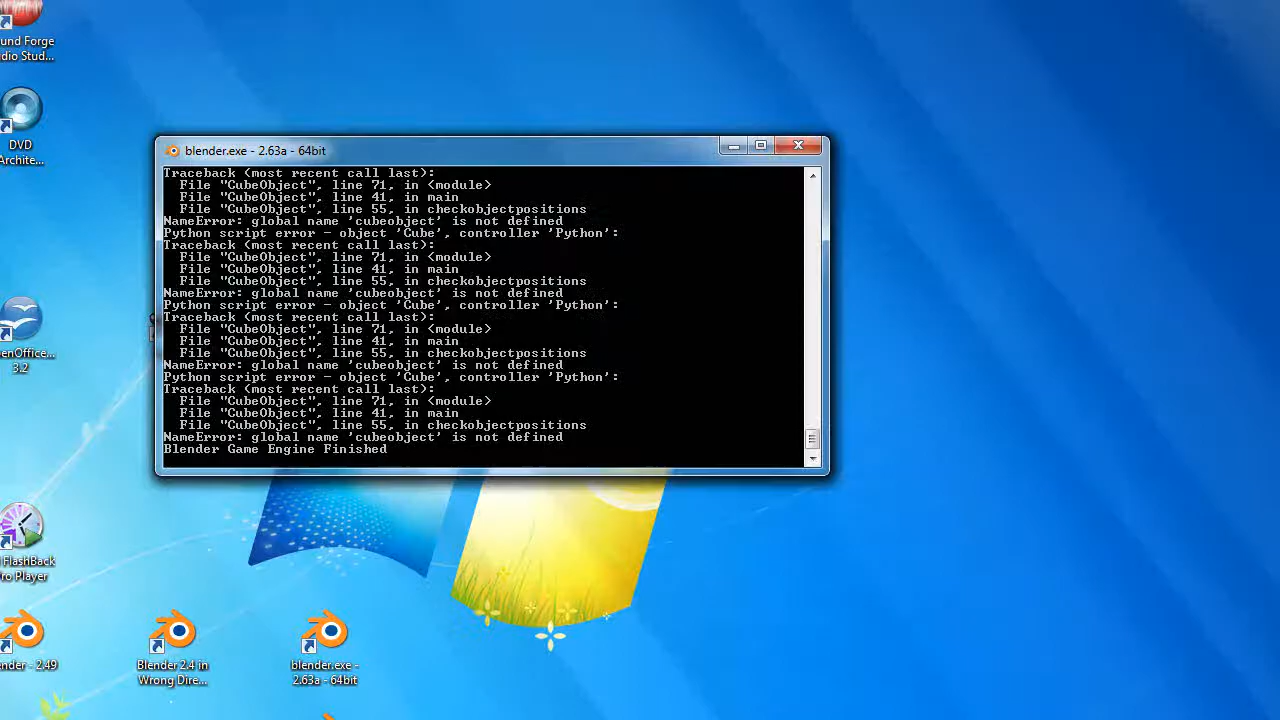 und Forge
dio Stud...
DVD
Archite...
enOffice...
3.2
FlashBack
ro Player
ender - 2.49
Blender 2.4 in
Wrong Dire...
blender.exe -
2.63a - 64bit
blender.exe - 2.63a - 64bit
Traceback (most recent call last):
File "CubeObject", line 71, in <module>
File "CubeObject", line 41, in main
File "CubeObject", line 55, in checkobjectpositions
NameError: global name 'cubeobject' is not defined
Python script error - object 'Cube', controller 'Python':
Traceback (most recent call last):
File "CubeObject", line 71, in <module>
File "CubeObject", line 41, in main
File "CubeObject", line 55, in checkobjectpositions
NameError: global name 'cubeobject' is not defined
Python script error - object 'Cube', controller 'Python':
Traceback (most recent call last):
File "CubeObject", line 71, in <module>
File "CubeObject", line 41, in main
File "CubeObject", line 55, in checkobjectpositions
NameError: global name 'cubeobject' is not defined
Python script error - object 'Cube', controller 'Python':
Traceback (most recent call last):
File "CubeObject", line 71, in <module>
File "CubeObject", line 41, in main
File "CubeObject", line 55, in checkobjectpositions
NameError: global name 'cubeobject' is not defined
Blender Game Engine Finished